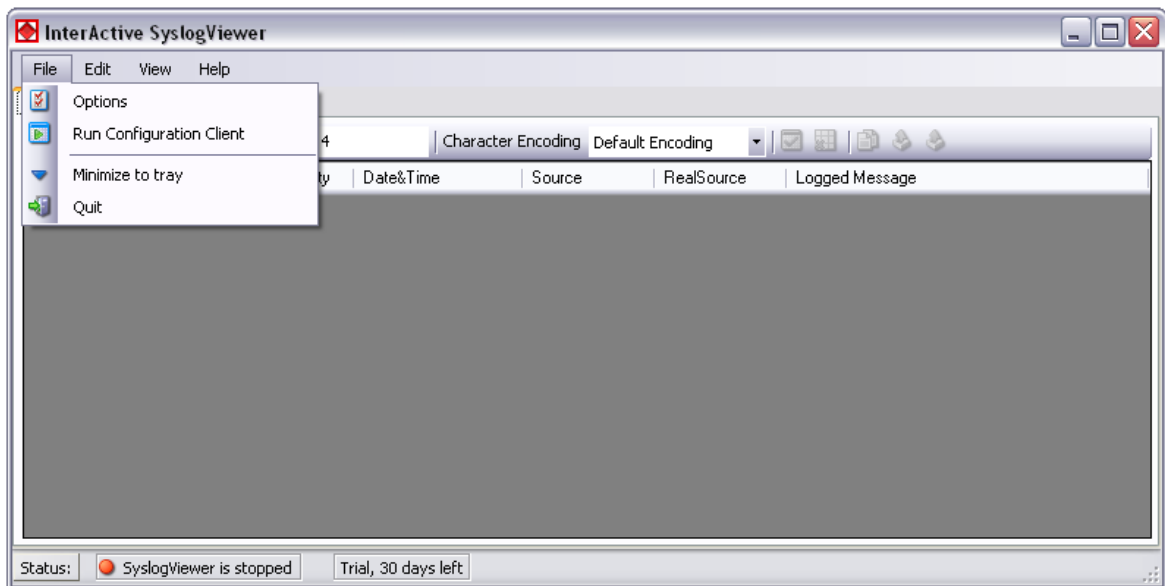 InterActive SyslogViewer
File Edit View Help
Options
Run Configuration Client
Minimize to tray
Quit
4 Character Encoding Default Encoding
ty Date&Time Source RealSource Logged Message
Status: SyslogViewer is stopped Trial, 30 days left